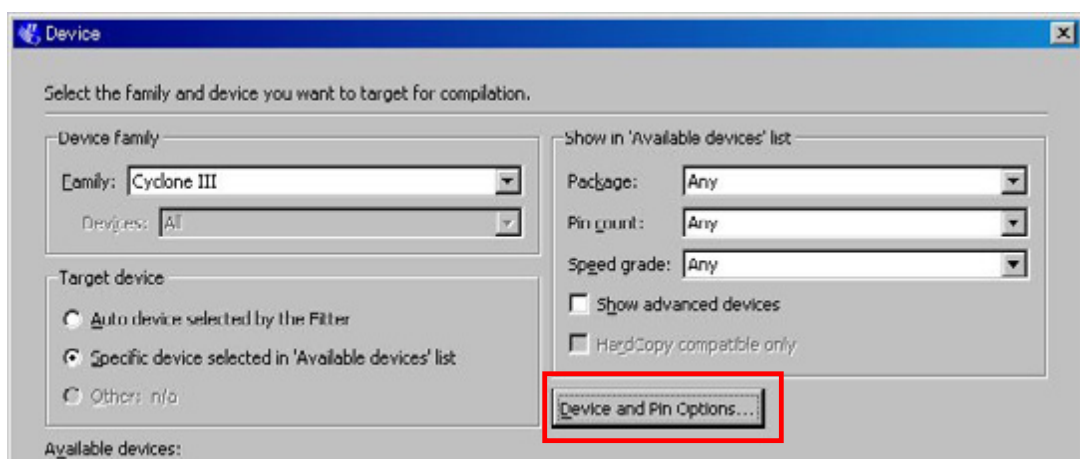 Device
Select the family and device you want to target for compilation.
Device family
Family: Cyclone III
Devices: All
Target device
Auto device selected by the Fitter
Specific device selected in 'Available devices' list
Other: n/a
Available devices:
Show in 'Available devices' list
Package: Any
Pin count: Any
Speed grade: Any
Show advanced devices
HardCopy compatible only
Device and Pin Options...